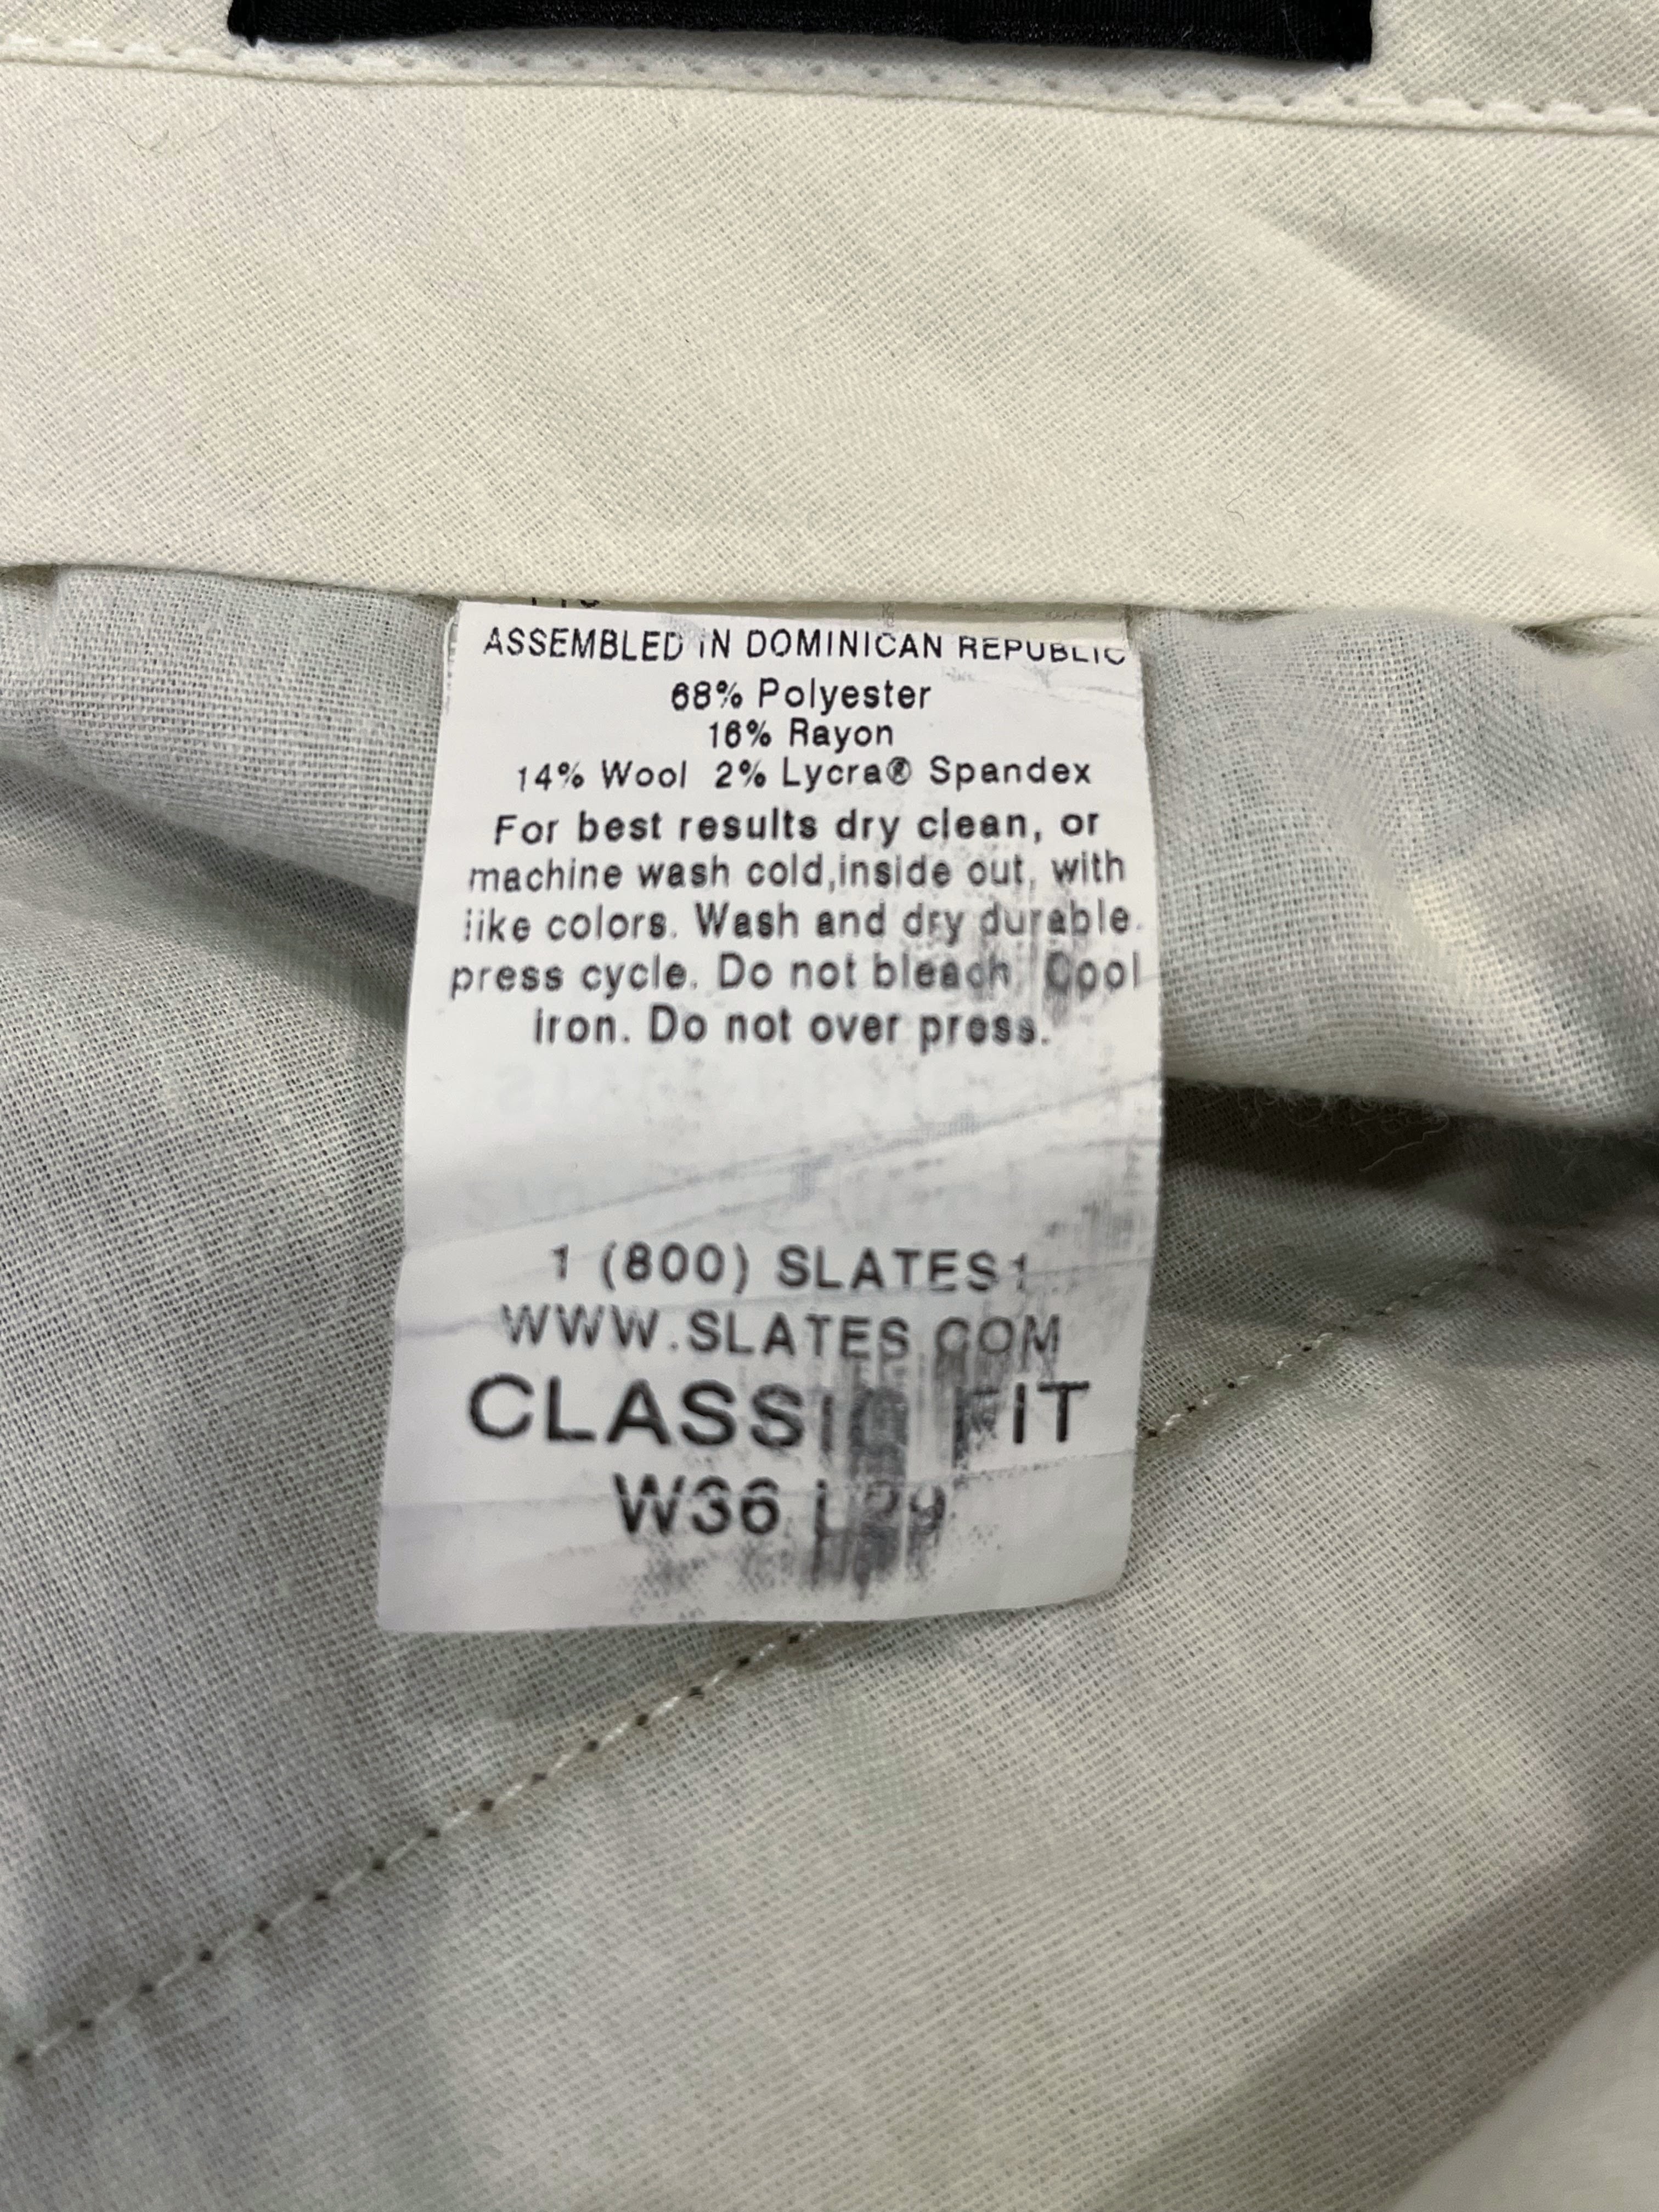 ASSEMBLED IN DOMINICAN REPUBLIC
68% Polyester
16% Rayon
14% Wool 2% Lycra® Spandex
For best results dry clean, or
machine wash cold,inside out, with
like colors. Wash and dry durable
press cycle. Do not bleach. Cool
iron. Do not over press.
1 (800) SLATES1
WWW.SLATES.COM
CLASSIC FIT
W36 L29